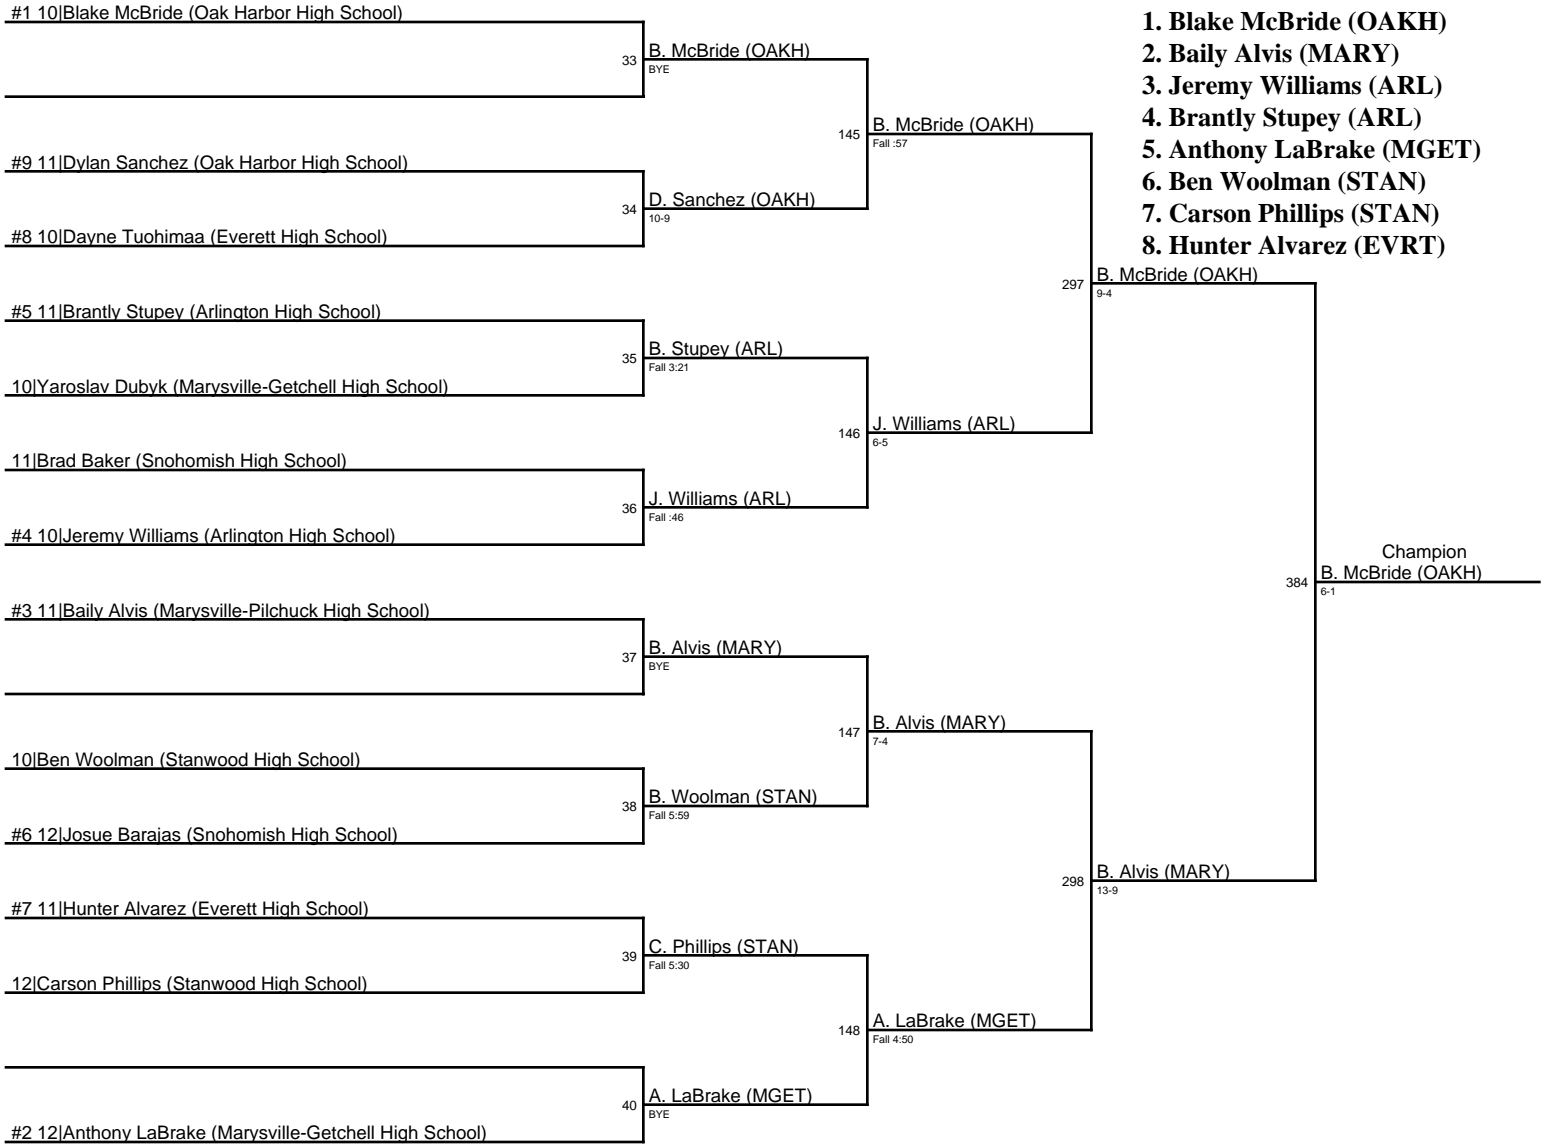 #1 10|Blake McBride (Oak Harbor High School)
1. Blake McBride (OAKH)
2. Baily Alvis (MARY)
3. Jeremy Williams (ARL)
4. Brantly Stupey (ARL)
5. Anthony LaBrake (MGET)
6. Ben Woolman (STAN)
7. Carson Phillips (STAN)
8. Hunter Alvarez (EVRT)
33 B. McBride (OAKH)
BYE
145 B. McBride (OAKH)
Fall :57
#9 11|Dylan Sanchez (Oak Harbor High School)
34 D. Sanchez (OAKH)
10-9
#8 10|Dayne Tuohimaa (Everett High School)
297 B. McBride (OAKH)
9-4
#5 11|Brantly Stupey (Arlington High School)
35 B. Stupey (ARL)
Fall 3:21
10|Yaroslav Dubyk (Marysville-Getchell High School)
146 J. Williams (ARL)
6-5
11|Brad Baker (Snohomish High School)
36 J. Williams (ARL)
Fall :46
#4 10|Jeremy Williams (Arlington High School)
Champion
384 B. McBride (OAKH)
6-1
#3 11|Baily Alvis (Marysville-Pilchuck High School)
37 B. Alvis (MARY)
BYE
147 B. Alvis (MARY)
7-4
10|Ben Woolman (Stanwood High School)
38 B. Woolman (STAN)
Fall 5:59
#6 12|Josue Barajas (Snohomish High School)
298 B. Alvis (MARY)
13-9
#7 11|Hunter Alvarez (Everett High School)
39 C. Phillips (STAN)
Fall 5:30
12|Carson Phillips (Stanwood High School)
148 A. LaBrake (MGET)
Fall 4:50
40 A. LaBrake (MGET)
BYE
#2 12|Anthony LaBrake (Marysville-Getchell High School)